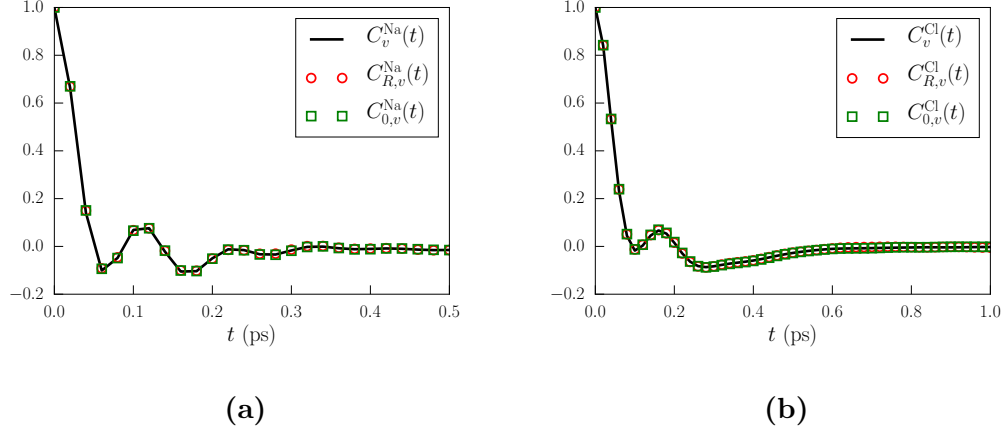 1.0
0.8
0.6
0.4
0.2
0.0
−0.2
0.0 0.1 0.2 0.3 0.4 0.5
t (ps)
C_v^Na(t)
C_{R,v}^Na(t)
C_{0,v}^Na(t)
(a)
1.0
0.8
0.6
0.4
0.2
0.0
−0.2
0.0 0.2 0.4 0.6 0.8 1.0
t (ps)
C_v^Cl(t)
C_{R,v}^Cl(t)
C_{0,v}^Cl(t)
(b)